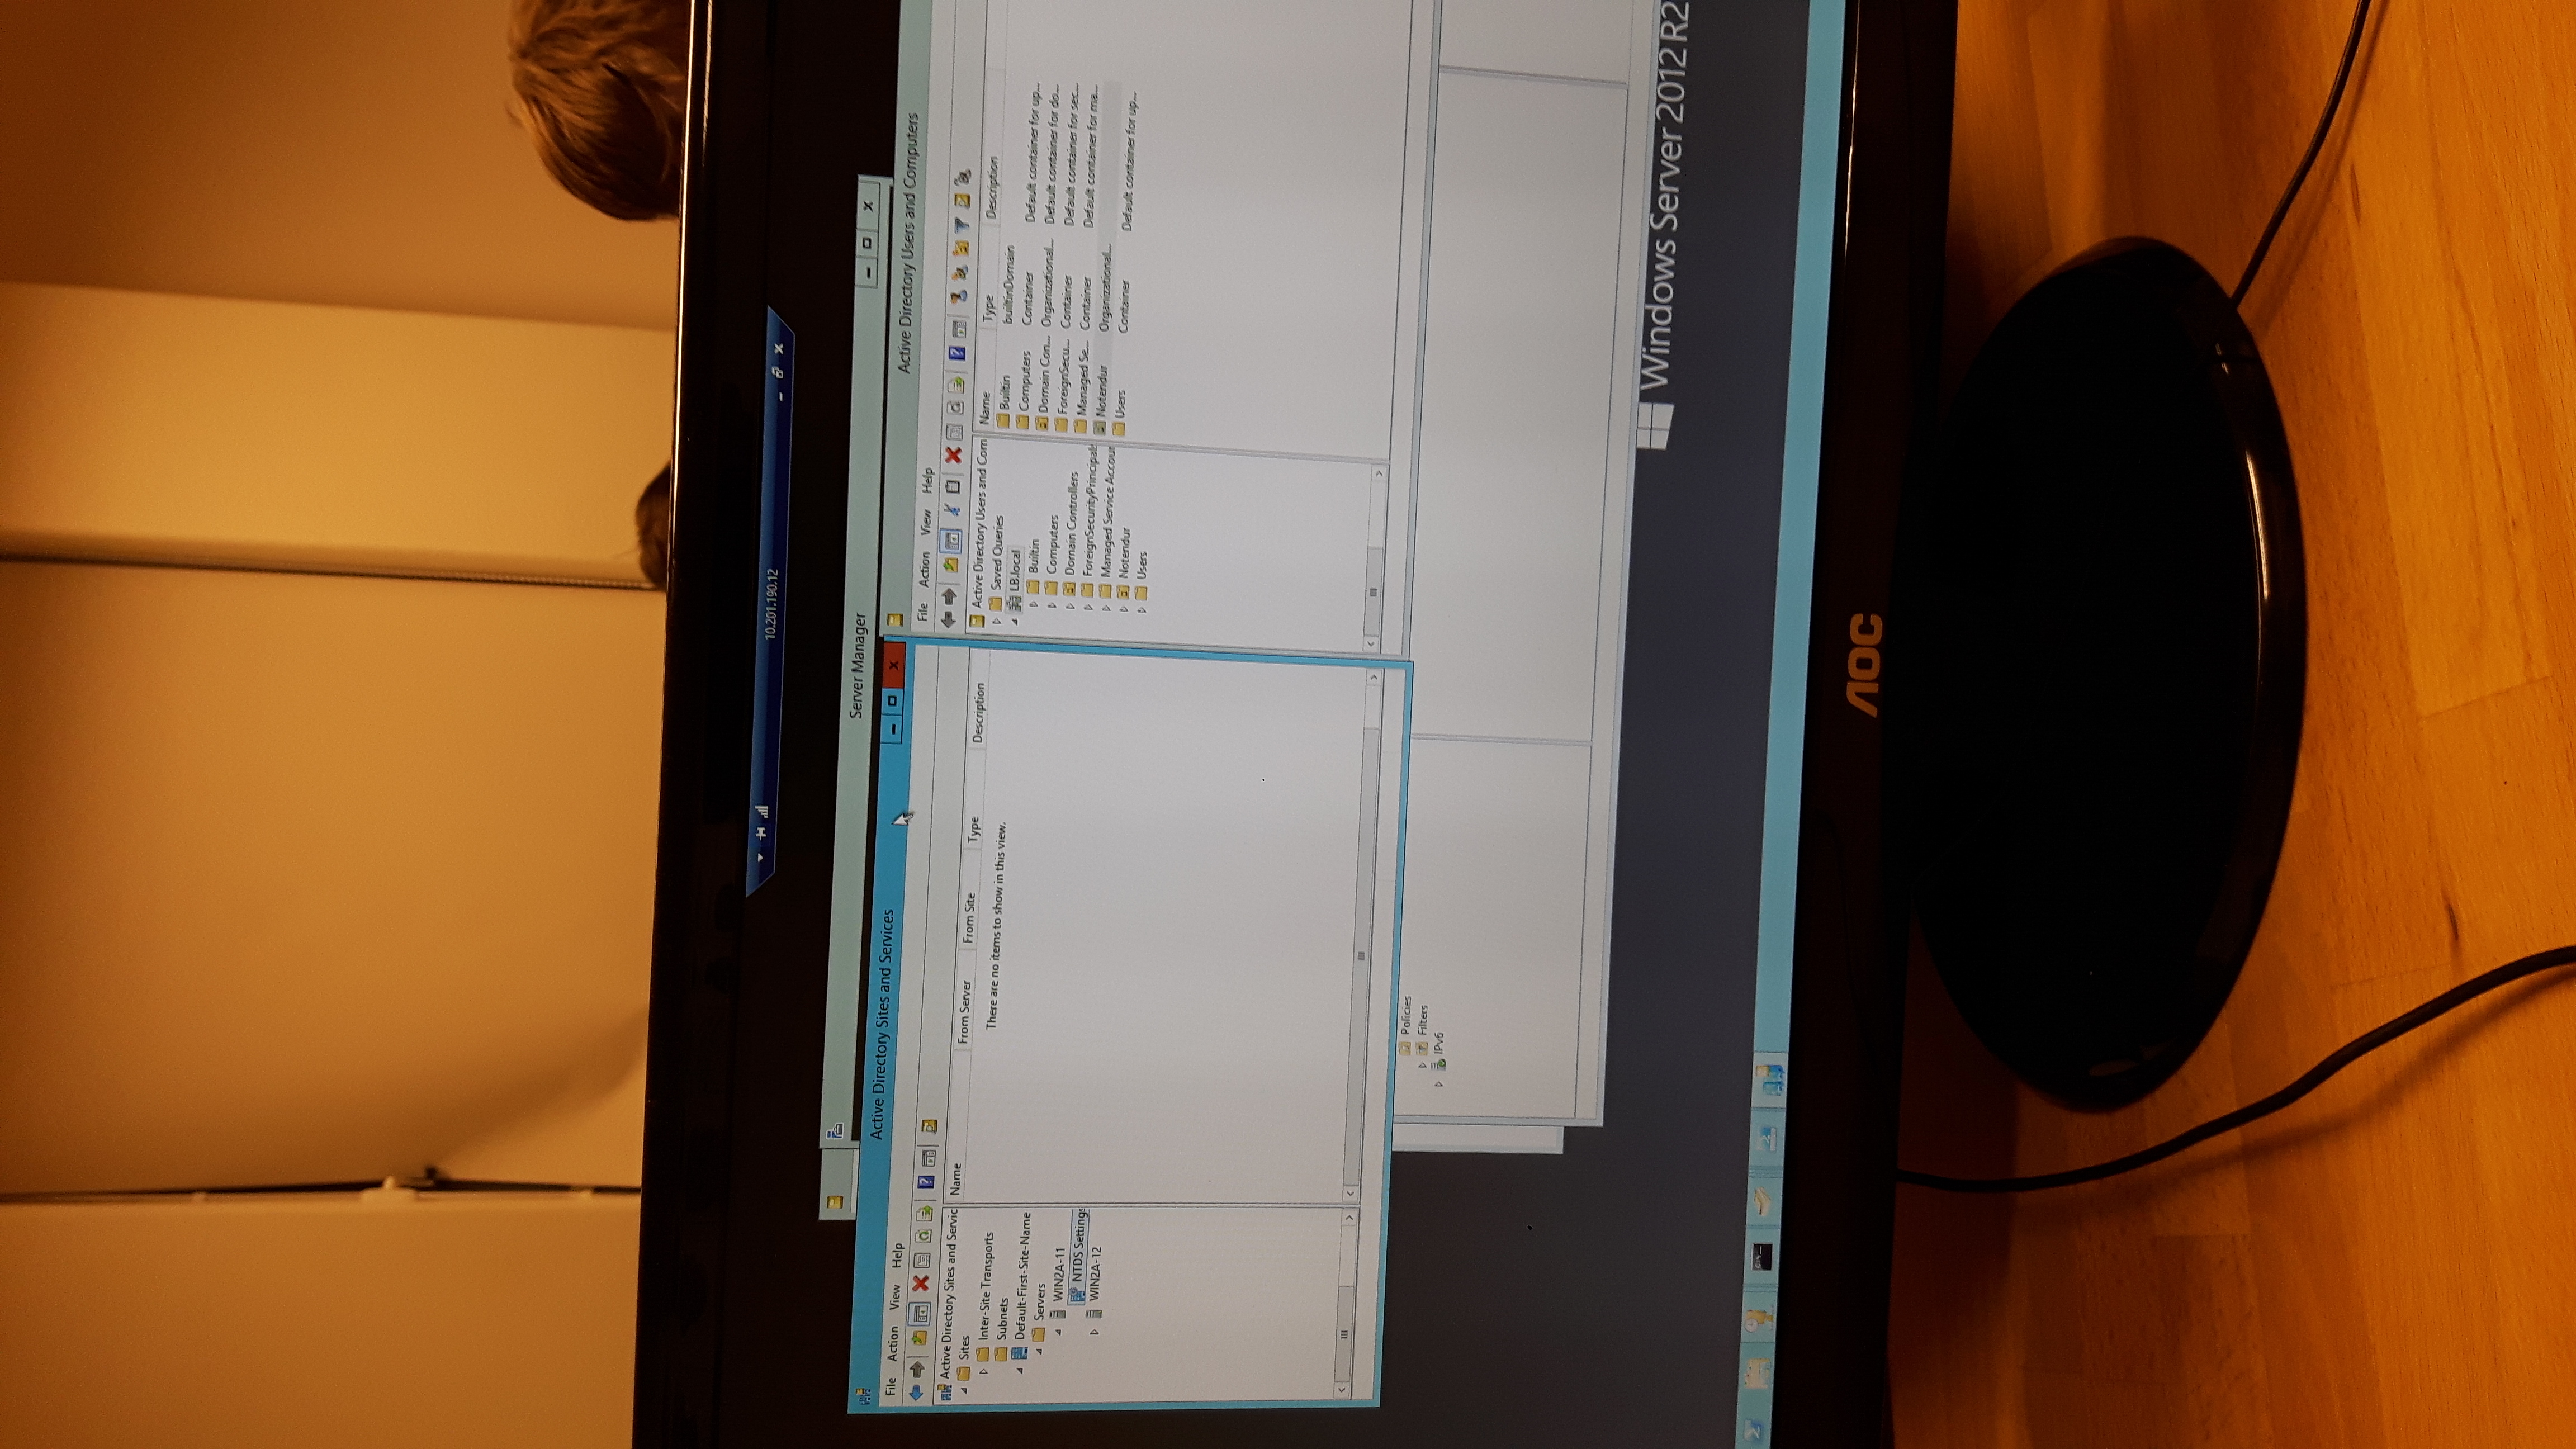 10.201.190.12
Server Manager
Active Directory Sites and Services
File Action View Help
Active Directory Sites and Servic
Sites
Inter-Site Transports
Subnets
Default-First-Site-Name
Servers
WIN2A-11
NTDS Settings
WIN2A-12
Name From Server From Site Type Description
There are no items to show in this view.
Active Directory Users and Computers
File Action View Help
Active Directory Users and Com
Saved Queries
LB.local
Builtin
Computers
Domain Controllers
ForeignSecurityPrincipals
Managed Service Accour
Notendur
Users
Name Type Description
Builtin builtinDomain
Computers Container Default container for up...
Domain Con... Organizational... Default container for do...
ForeignSecu... Container Default container for sec...
Managed Se... Container Default container for ma...
Notendur Organizational...
Users Container Default container for up...
Policies
Filters
IPv6
Windows Server 2012 R2
AOC